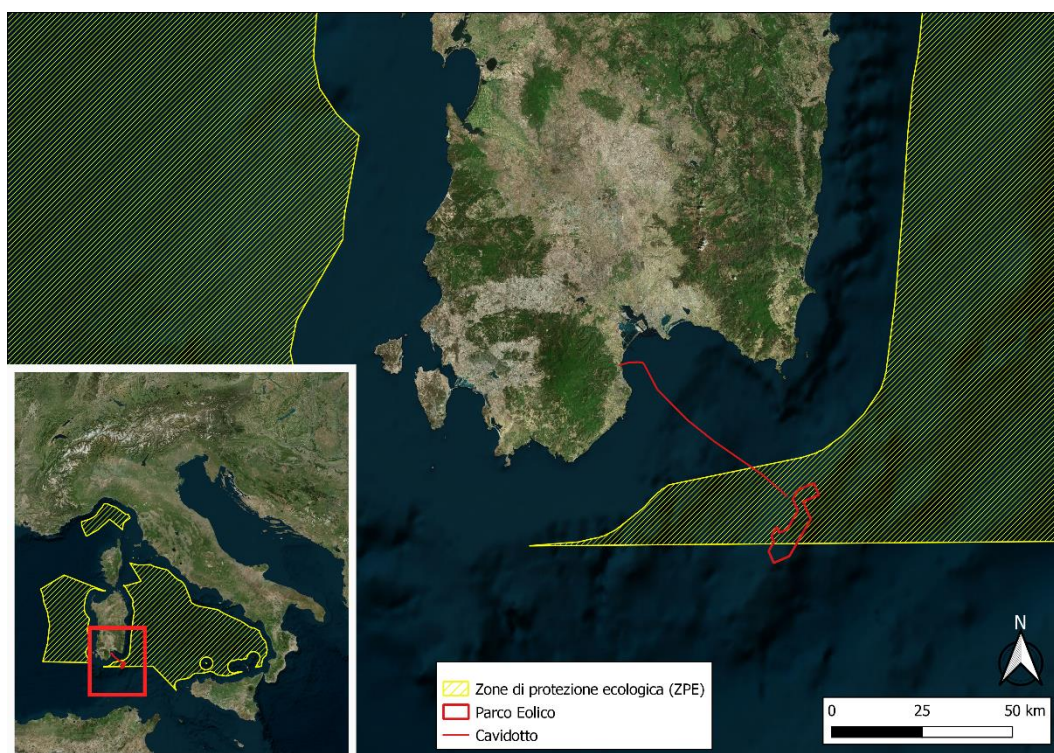 N
Zone di protezione ecologica (ZPE)
Parco Eolico
Cavidotto
0 25 50 km